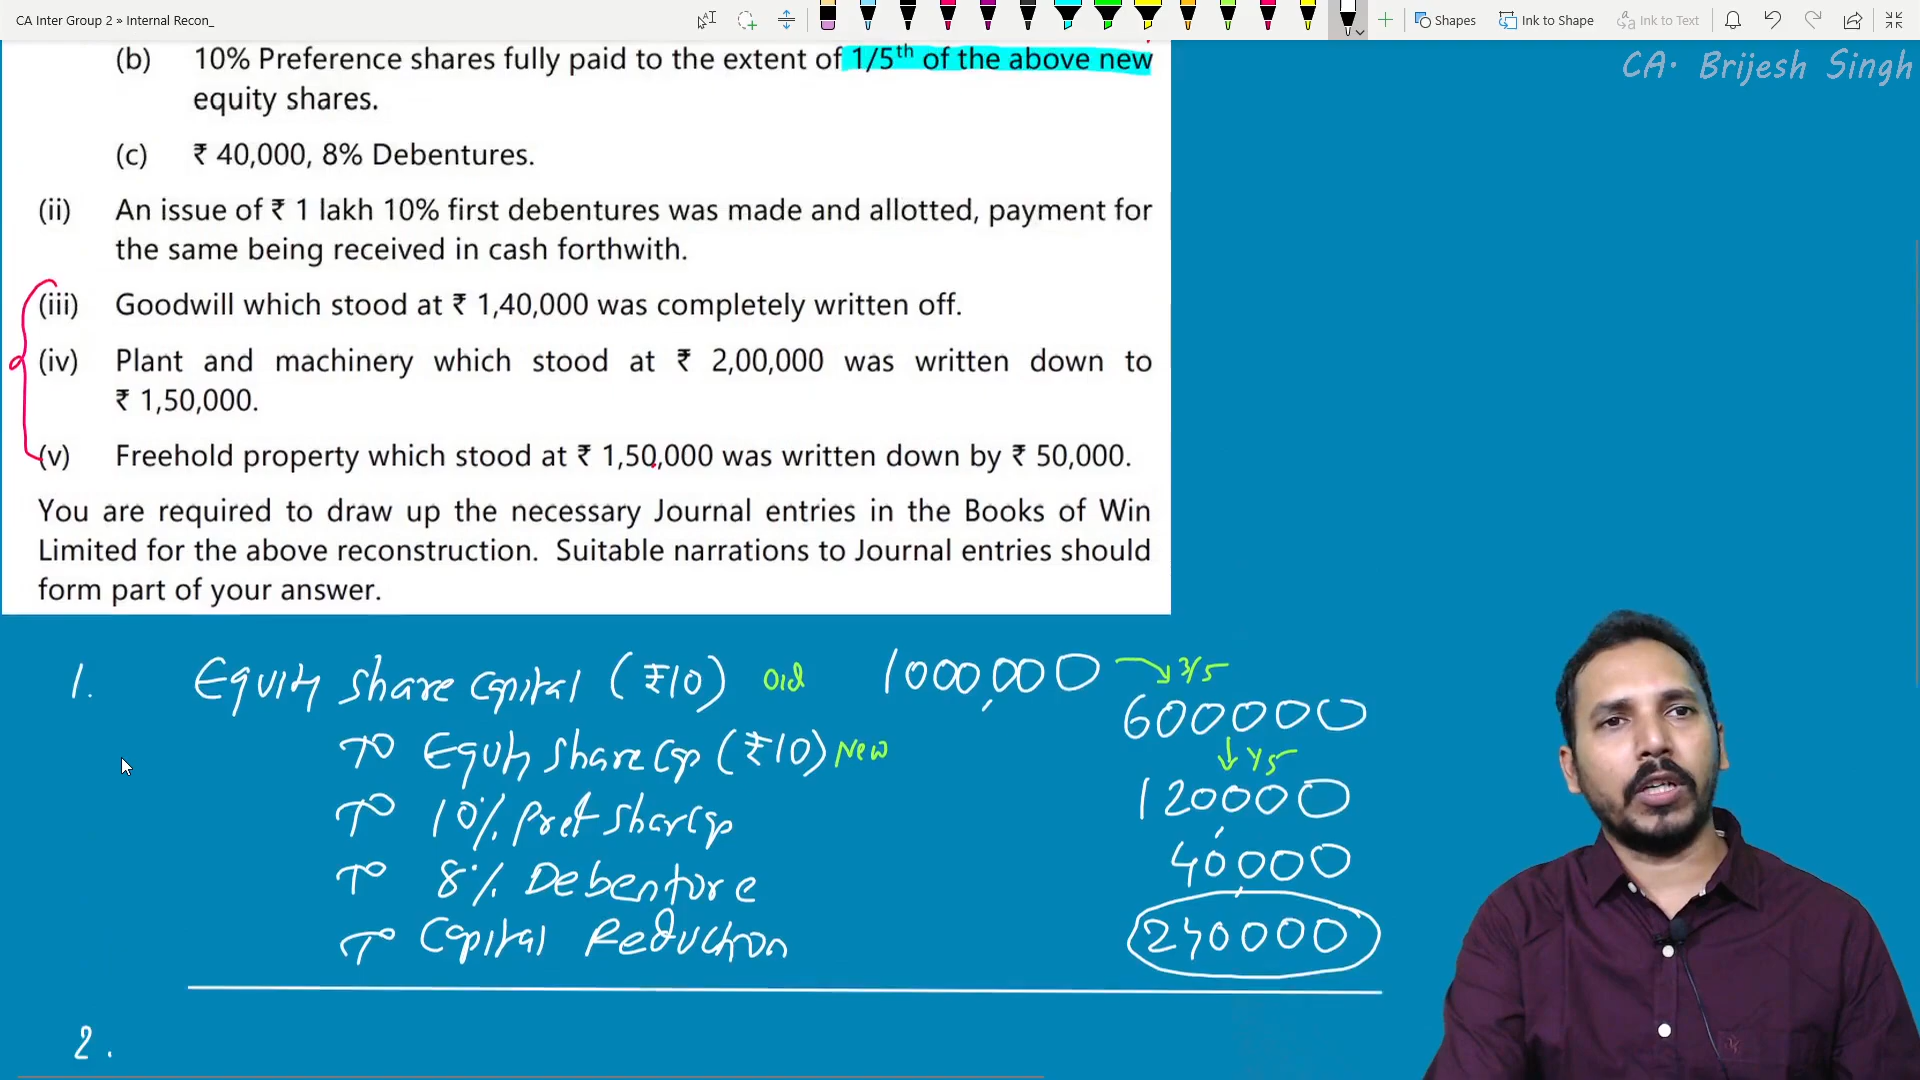 CA Inter Group 2 » Internal Recon_
Shapes
Ink to Shape
Ink to Text
CA. Brijesh Singh
(b) 10% Preference shares fully paid to the extent of 1/5th of the above new
equity shares.
(c) ₹ 40,000, 8% Debentures.
(ii) An issue of ₹ 1 lakh 10% first debentures was made and allotted, payment for
the same being received in cash forthwith.
(iii) Goodwill which stood at ₹ 1,40,000 was completely written off.
(iv) Plant and machinery which stood at ₹ 2,00,000 was written down to
₹ 1,50,000.
(v) Freehold property which stood at ₹ 1,50,000 was written down by ₹ 50,000.
You are required to draw up the necessary Journal entries in the Books of Win
Limited for the above reconstruction. Suitable narrations to Journal entries should
form part of your answer.
1. Equity Share Capital (₹10) Old 1000,000 3/5
600000
To Equity Share Cap (₹10) New 1/5
To 10% Pref Share Cap 120000
To 8% Debenture 40000
To Capital Reduction 240000
2.